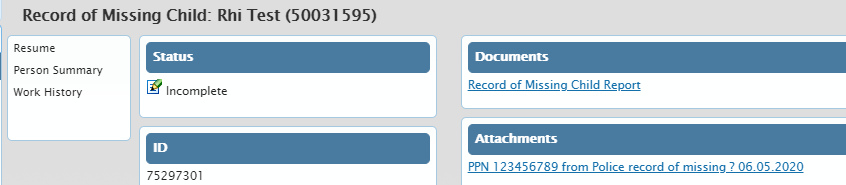 Record of Missing Child: Rhi Test (50031595)
Resume
Person Summary
Work History
Status
Incomplete
ID
75297301
Documents
Record of Missing Child Report
Attachments
PPN 123456789 from Police record of missing ? 06.05.2020